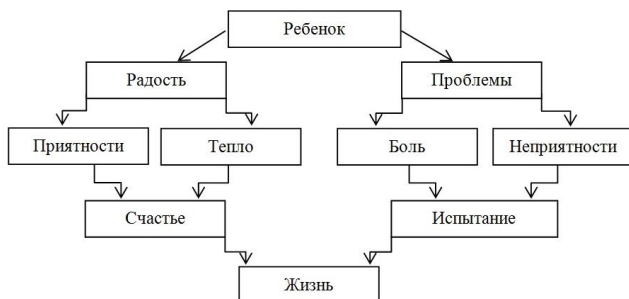 Ребенок
Радость
Проблемы
Приятности
Тепло
Боль
Неприятности
Счастье
Испытание
Жизнь